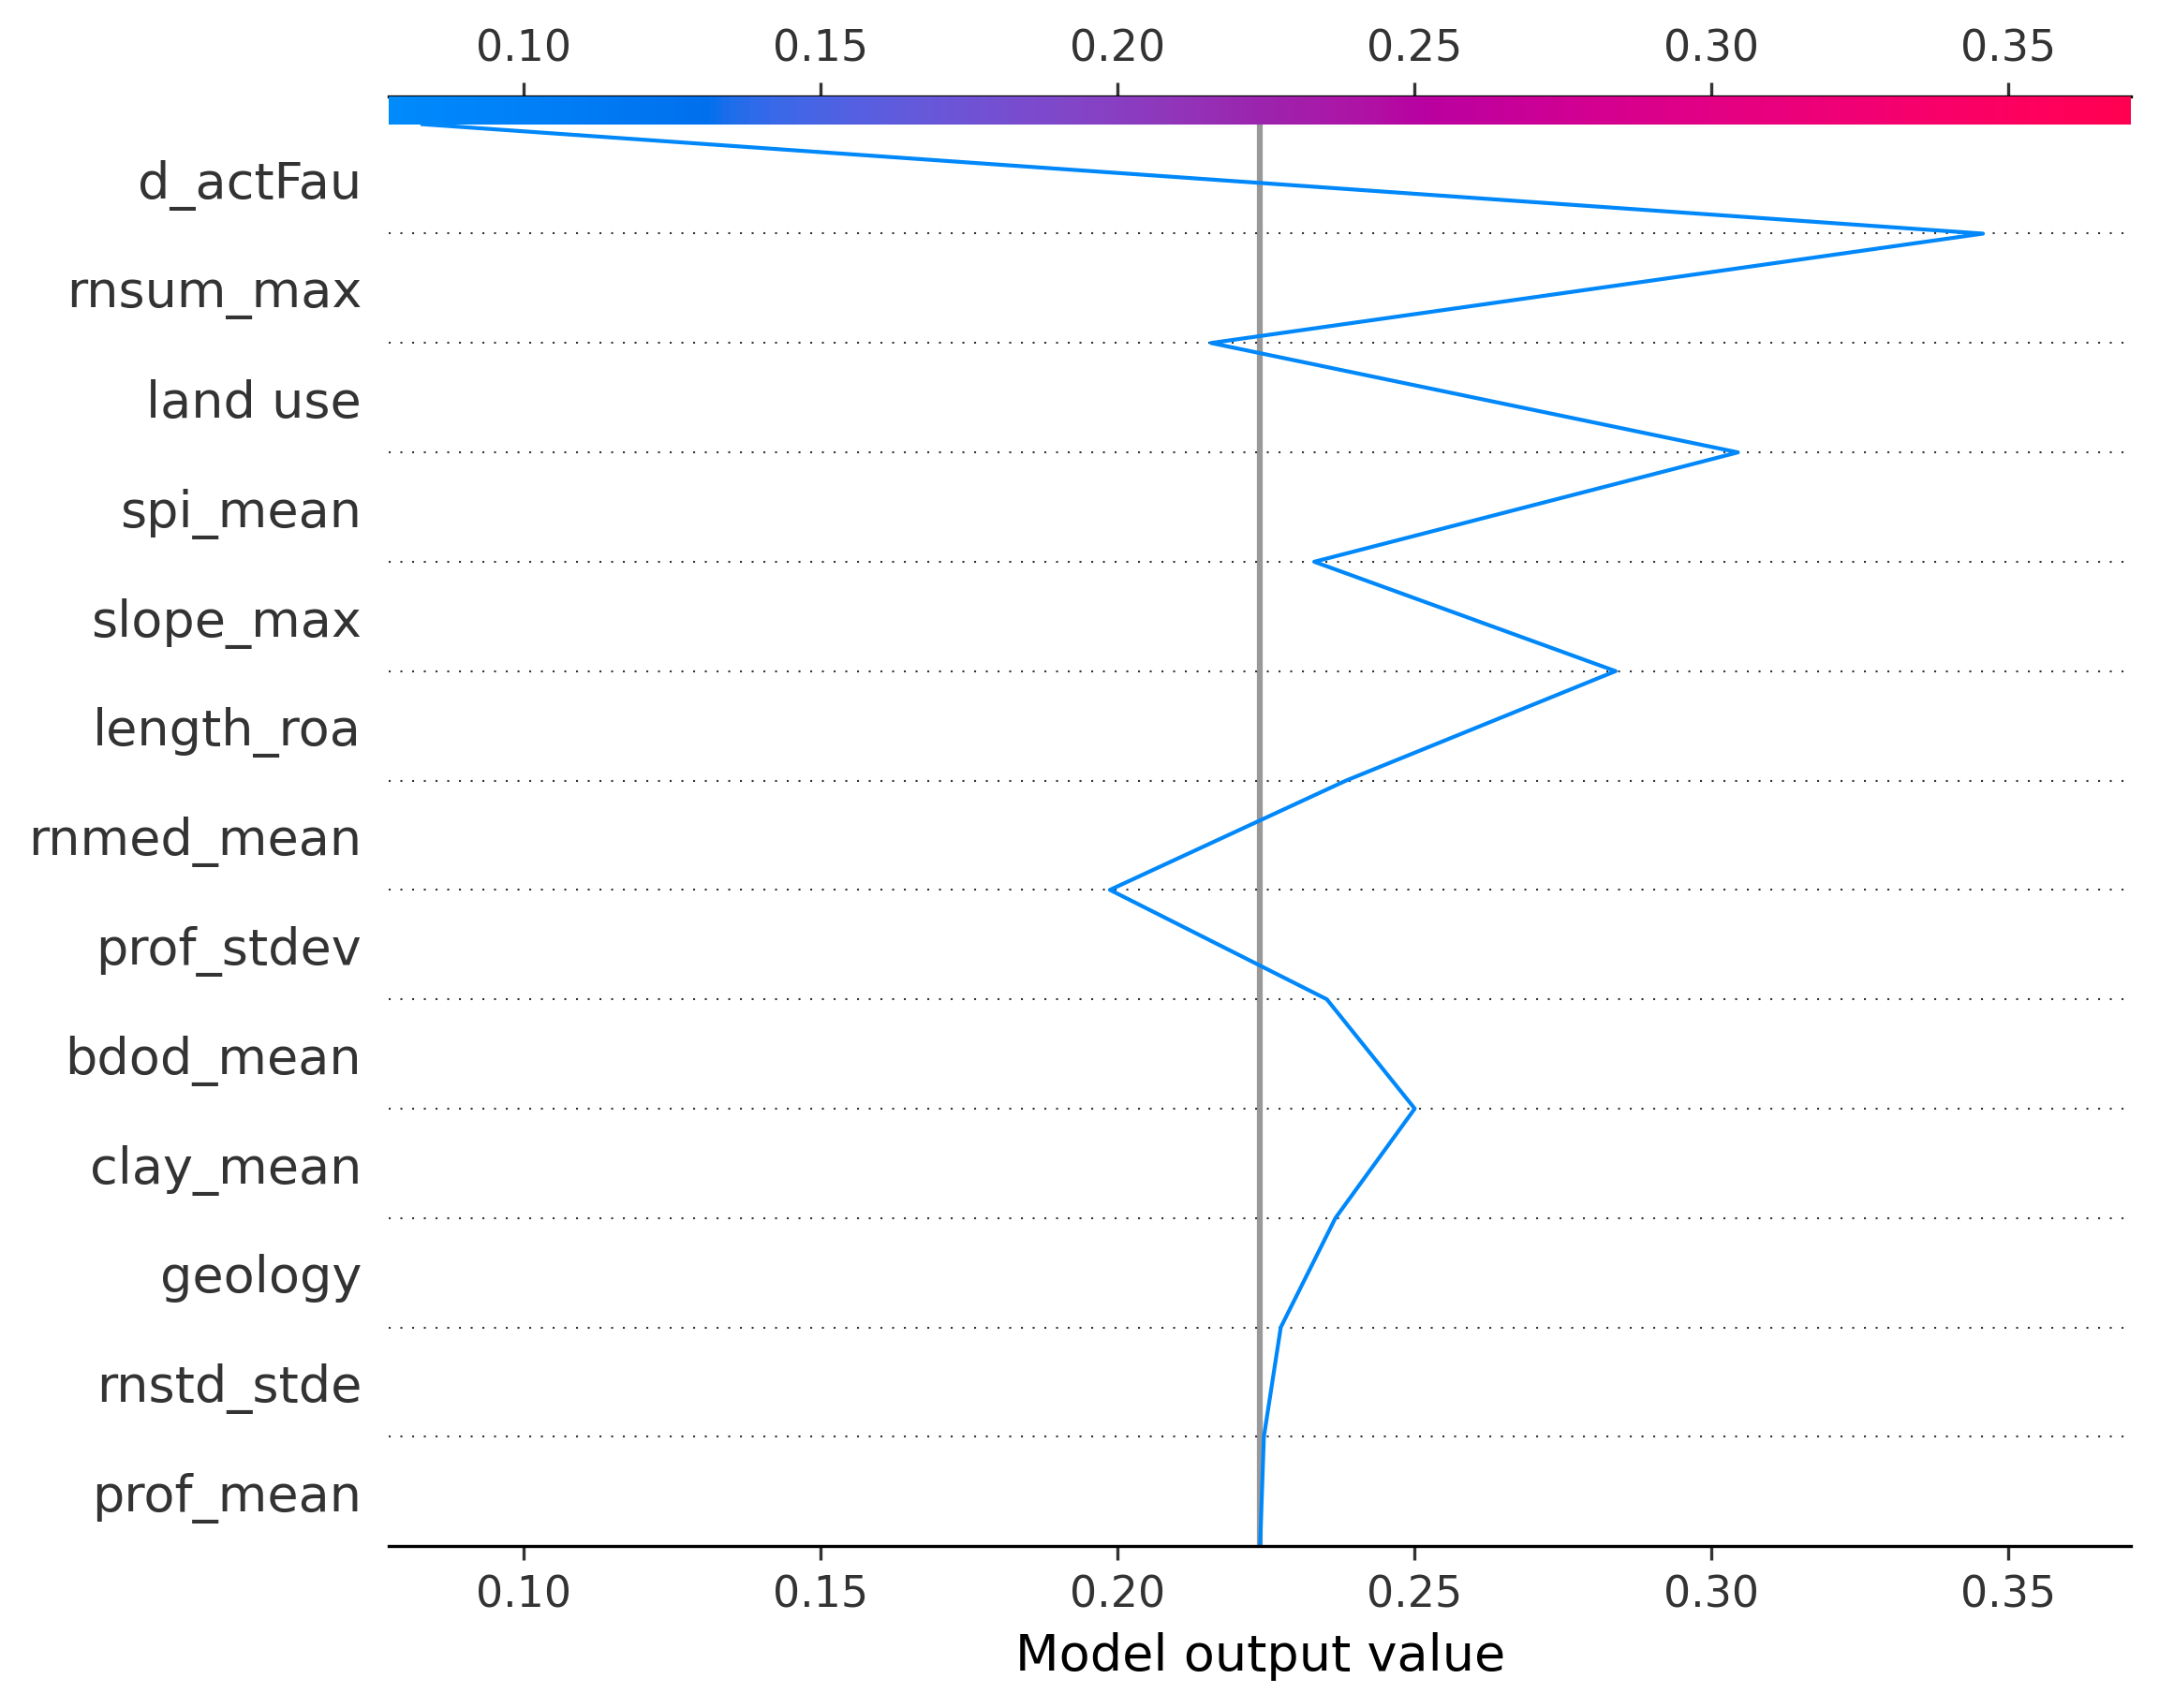 0.10 0.15 0.20 0.25 0.30 0.35
d_actFau
rnsum_max
land use
spi_mean
slope_max
length_roa
rnmed_mean
prof_stdev
bdod_mean
clay_mean
geology
rnstd_stde
prof_mean
0.10 0.15 0.20 0.25 0.30 0.35
Model output value